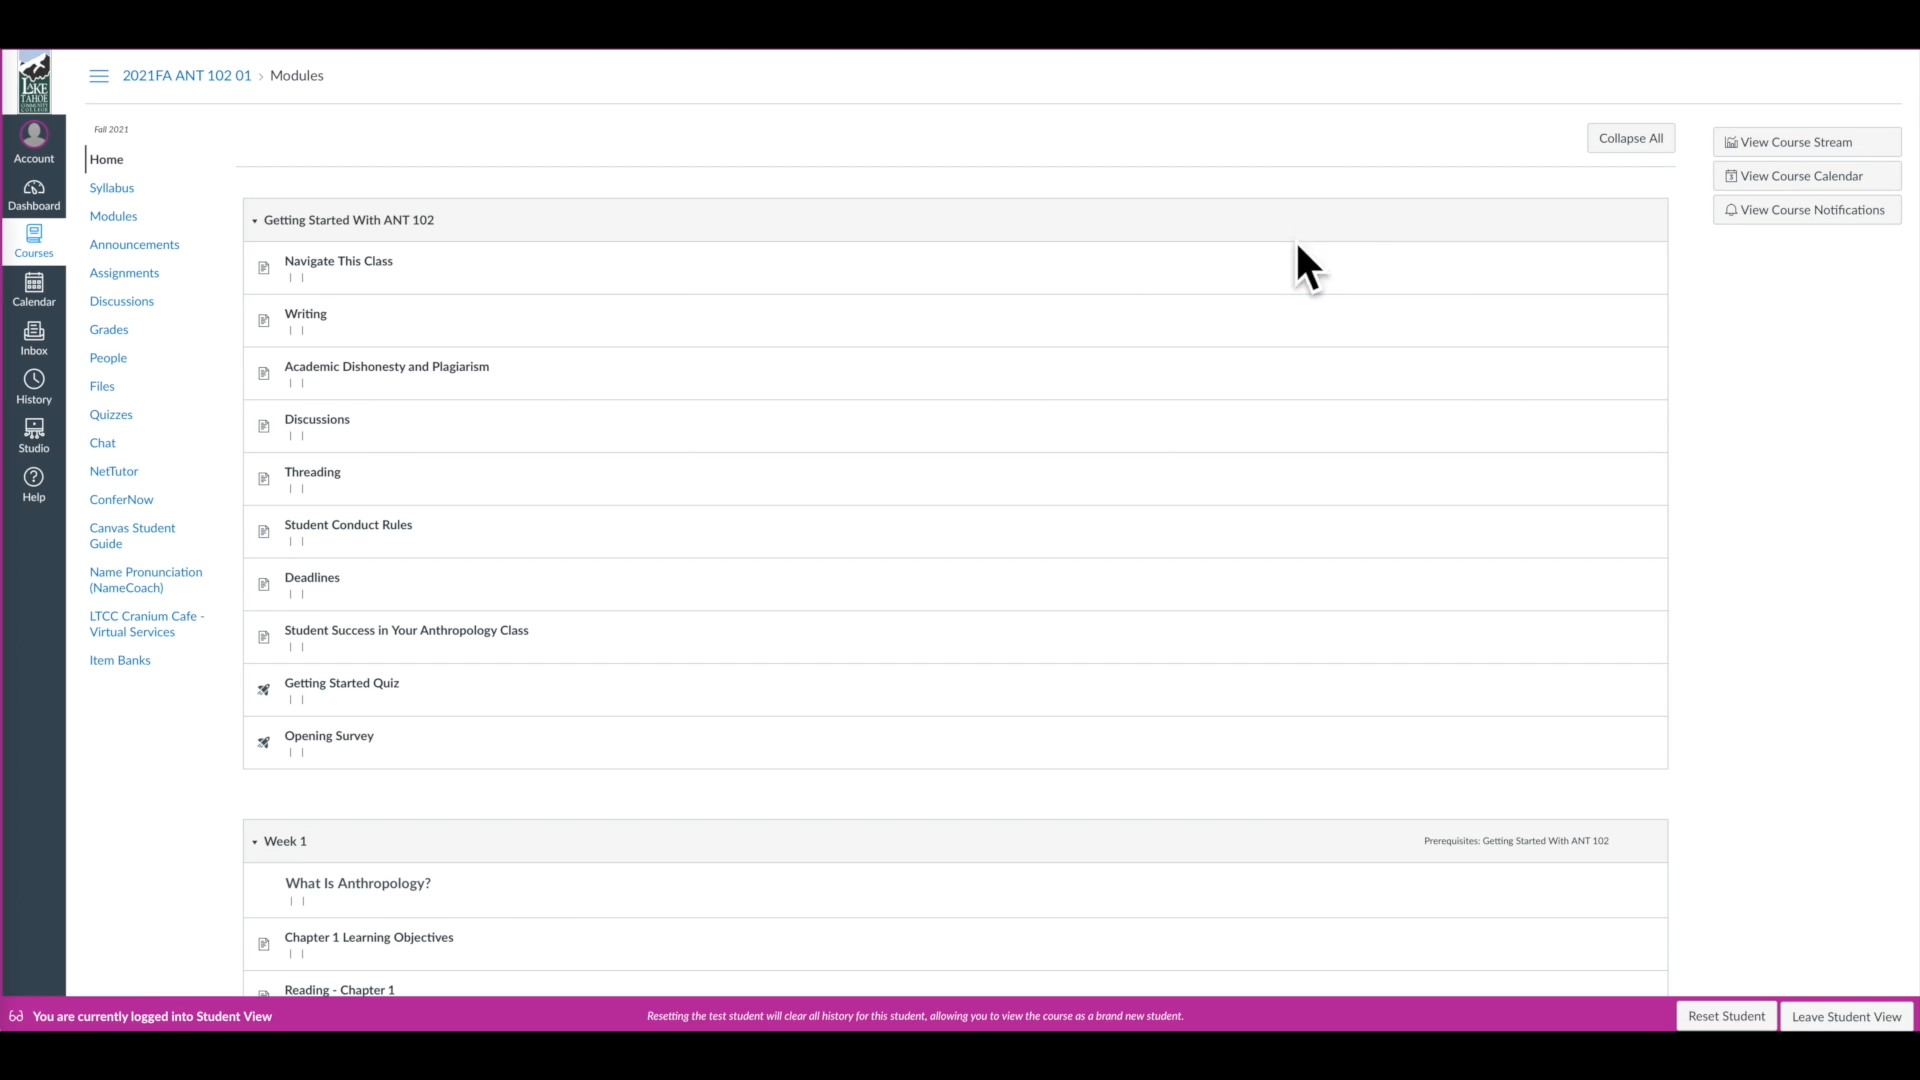 LAKE
TAHOE
COMMUNITY
COLLEGE
2021FA ANT 102 01 › Modules
Account
Dashboard
Courses
Calendar
Inbox
History
Studio
Help
Fall 2021
Home
Syllabus
Modules
Announcements
Assignments
Discussions
Grades
People
Files
Quizzes
Chat
NetTutor
ConferNow
Canvas Student
Guide
Name Pronunciation
(NameCoach)
LTCC Cranium Cafe -
Virtual Services
Item Banks
Collapse All
Getting Started With ANT 102
Navigate This Class
| |
Writing
| |
Academic Dishonesty and Plagiarism
| |
Discussions
| |
Threading
| |
Student Conduct Rules
| |
Deadlines
| |
Student Success in Your Anthropology Class
| |
Getting Started Quiz
| |
Opening Survey
| |
Week 1
Prerequisites: Getting Started With ANT 102
What Is Anthropology?
| |
Chapter 1 Learning Objectives
| |
Reading - Chapter 1
View Course Stream
View Course Calendar
View Course Notifications
You are currently logged into Student View
Resetting the test student will clear all history for this student, allowing you to view the course as a brand new student.
Reset Student
Leave Student View